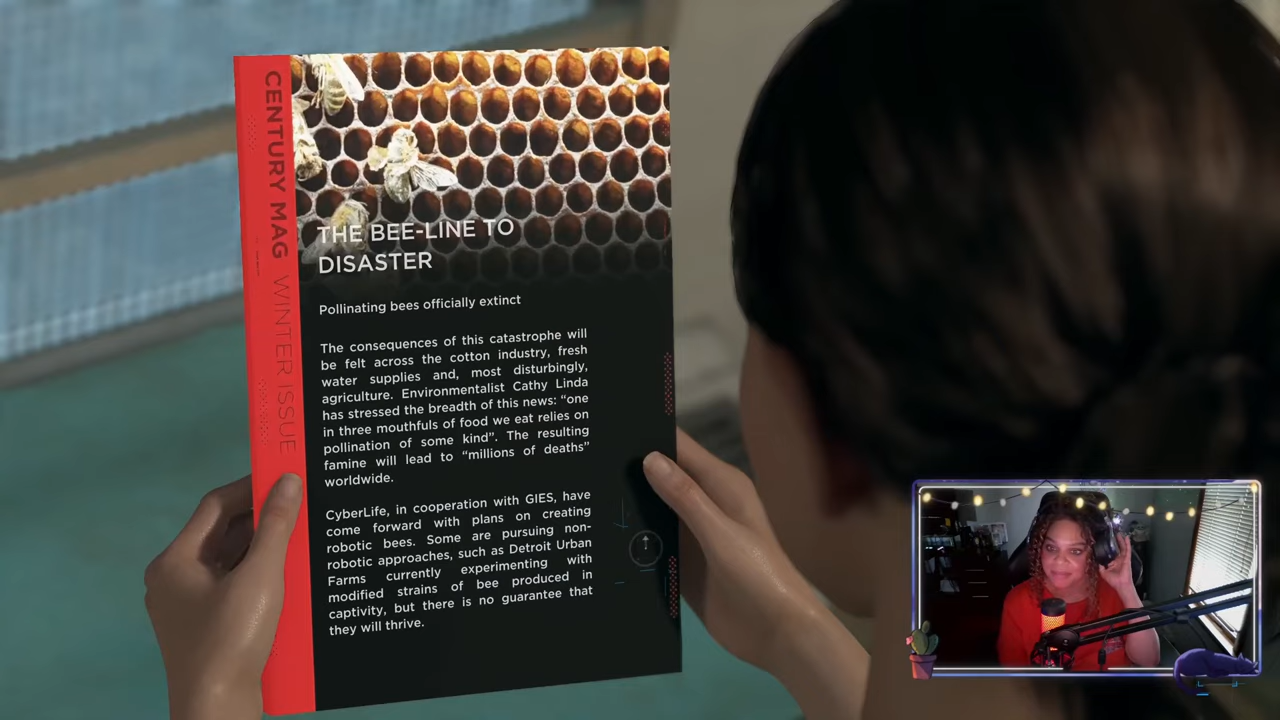 CENTURY MAG WINTER ISSUE
THE BEE-LINE TO
DISASTER
Pollinating bees officially extinct
The consequences of this catastrophe will
be felt across the cotton industry, fresh
water supplies and, most disturbingly,
agriculture. Environmentalist Cathy Linda
has stressed the breadth of this news: “one
in three mouthfuls of food we eat relies on
pollination of some kind”. The resulting
famine will lead to “millions of deaths”
worldwide.
CyberLife, in cooperation with GIES, have
come forward with plans on creating
robotic bees. Some are pursuing non-
robotic approaches, such as Detroit Urban
Farms currently experimenting with
modified strains of bee produced in
captivity, but there is no guarantee that
they will thrive.